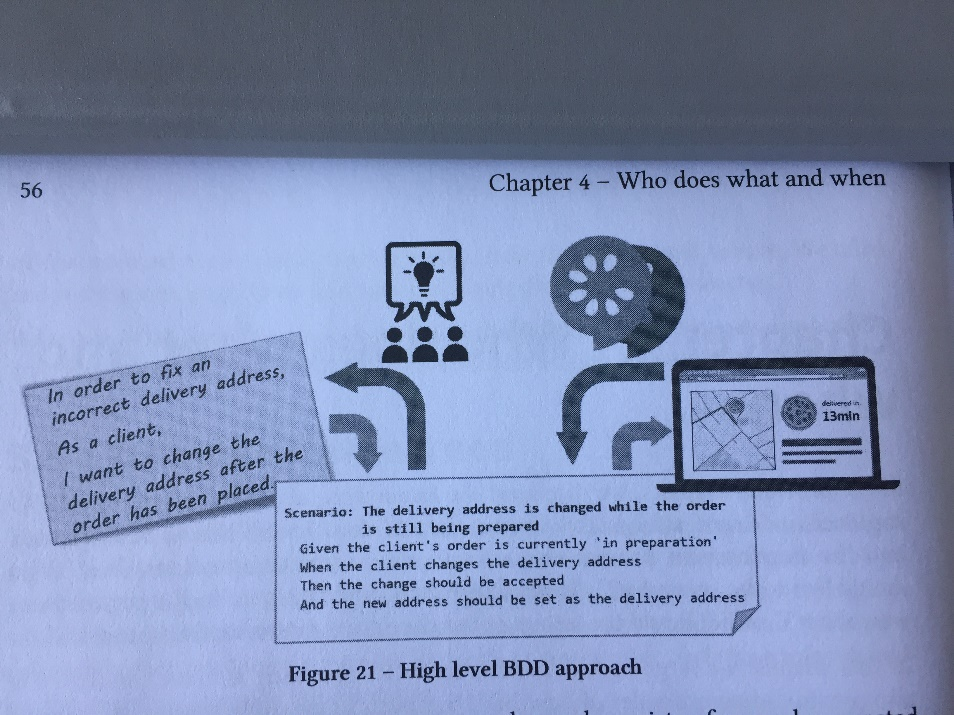 56
Chapter 4 – Who does what and when
In order to fix an
incorrect delivery address,
As a client,
I want to change the
delivery address after the
order has been placed.
delivered in
13min
Scenario: The delivery address is changed while the order
is still being prepared
Given the client's order is currently 'in preparation'
When the client changes the delivery address
Then the change should be accepted
And the new address should be set as the delivery address
Figure 21 – High level BDD approach